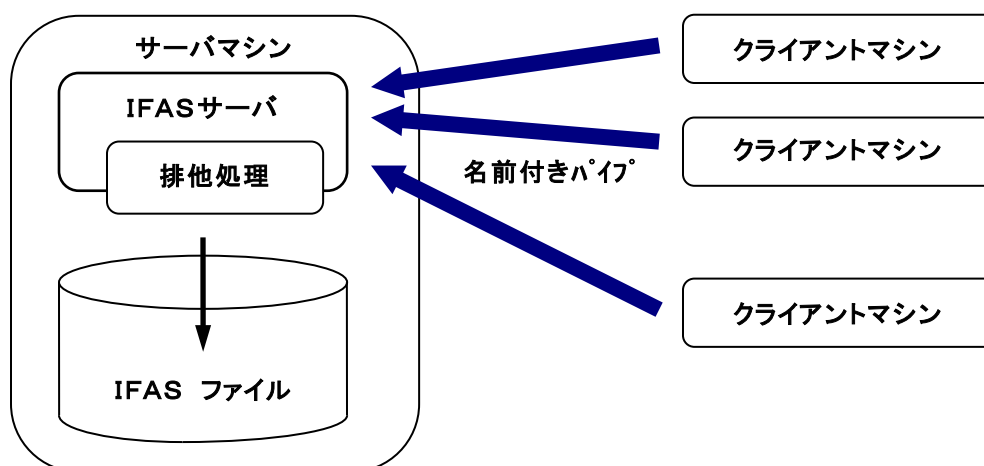 サーバマシン
IFASサーバ
排他処理
IFAS ファイル
名前付きパイプ
クライアントマシン
クライアントマシン
クライアントマシン